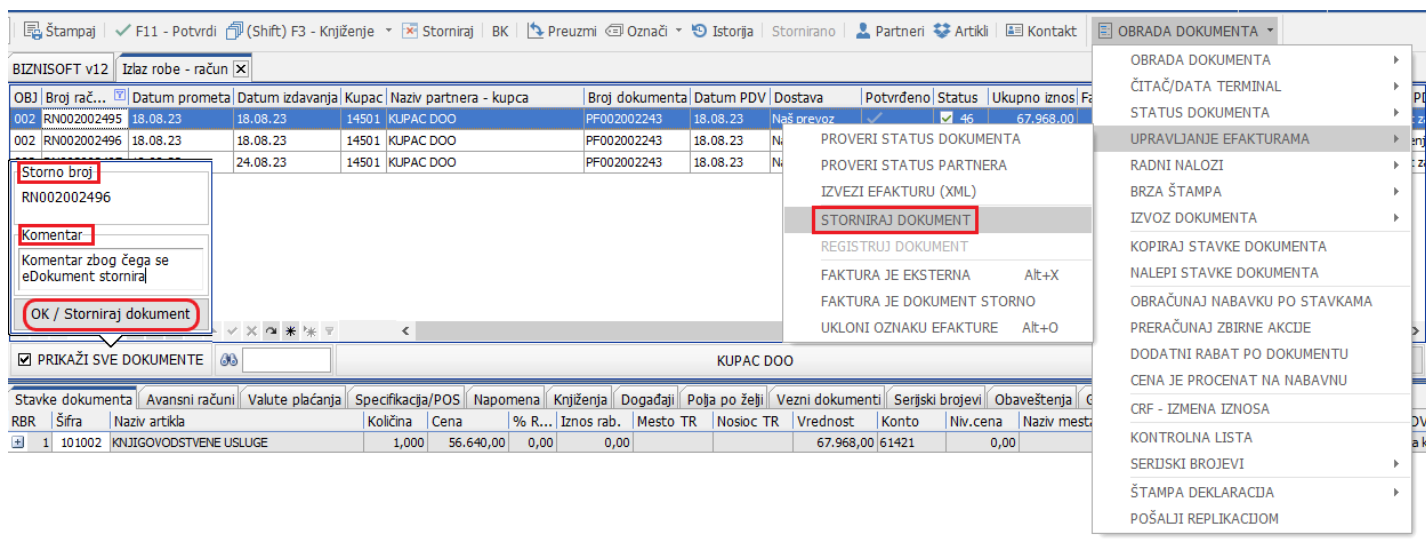 Štampaj F11 - Potvrdi (Shift) F3 - Knjiženje Storniraj BK Preuzmi Označi Istorija Stornirano Partneri Artikli Kontakt OBRADA DOKUMENTA
BIZNISOFT v12 Izlaz robe - račun
OBJ Broj rač... Datum prometa Datum izdavanja Kupac Naziv partnera - kupca Broj dokumenta Datum PDV Dostava Potvrđeno Status Ukupno iznos
002 RN002002495 18.08.23 18.08.23 14501 KUPAC DOO PF002002243 18.08.23 Naš prevoz 46 67.968,00
002 RN002002496 18.08.23 18.08.23 14501 KUPAC DOO PF002002243 18.08.23
24.08.23 14501 KUPAC DOO PF002002243 18.08.23
Storno broj
RN002002496
Komentar
Komentar zbog čega se
eDokument stornira
OK / Storniraj dokument
PROVERI STATUS DOKUMENTA
PROVERI STATUS PARTNERA
IZVEZI EFAKTURU (XML)
STORNIRAJ DOKUMENT
REGISTRUJ DOKUMENT
FAKTURA JE EKSTERNA Alt+X
FAKTURA JE DOKUMENT STORNO
UKLONI OZNAKU EFAKTURE Alt+O
OBRADA DOKUMENTA
ČITAČ/DATA TERMINAL
STATUS DOKUMENTA
UPRAVLJANJE EFAKTURAMA
RADNI NALOZI
BRZA ŠTAMPA
IZVOZ DOKUMENTA
KOPIRAJ STAVKE DOKUMENTA
NALEPI STAVKE DOKUMENTA
OBRAČUNAJ NABAVKU PO STAVKAMA
PRERAČUNAJ ZBIRNE AKCIJE
DODATNI RABAT PO DOKUMENTU
CENA JE PROCENAT NA NABAVNU
CRF - IZMENA IZNOSA
KONTROLNA LISTA
SERIJSKI BROJEVI
ŠTAMPA DEKLARACIJA
POŠALJI REPLIKACIJOM
PRIKAŽI SVE DOKUMENTE KUPAC DOO
Stavke dokumenta Avansni računi Valute plaćanja Specifikacija/POS Napomena Knjiženja Događaji Polja po želji Vezni dokumenti Serijski brojevi Obaveštenja
RBR Šifra Naziv artikla Količina Cena % R... Iznos rab. Mesto TR Nosioc TR Vrednost Konto Niv.cena Naziv mesta
1 101002 KNJIGOVODSTVENE USLUGE 1,000 56.640,00 0,00 0,00 67.968,00 61421 0,00